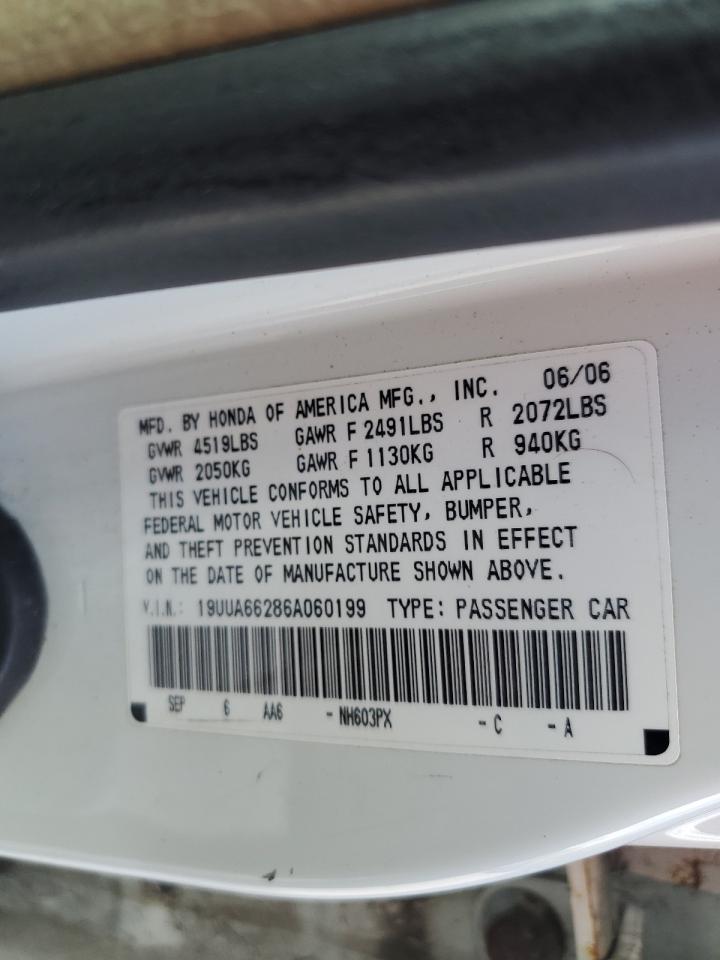 MFD. BY HONDA OF AMERICA MFG., INC. 06/06
GVWR 4519LBS GAWR F 2491LBS R 2072LBS
GVWR 2050KG GAWR F 1130KG R 940KG
THIS VEHICLE CONFORMS TO ALL APPLICABLE
FEDERAL MOTOR VEHICLE SAFETY, BUMPER,
AND THEFT PREVENTION STANDARDS IN EFFECT
ON THE DATE OF MANUFACTURE SHOWN ABOVE.
V.I.N.: 19UUA66286A060199 TYPE: PASSENGER CAR
SEP 6 AA6 - NH603PX - C - A